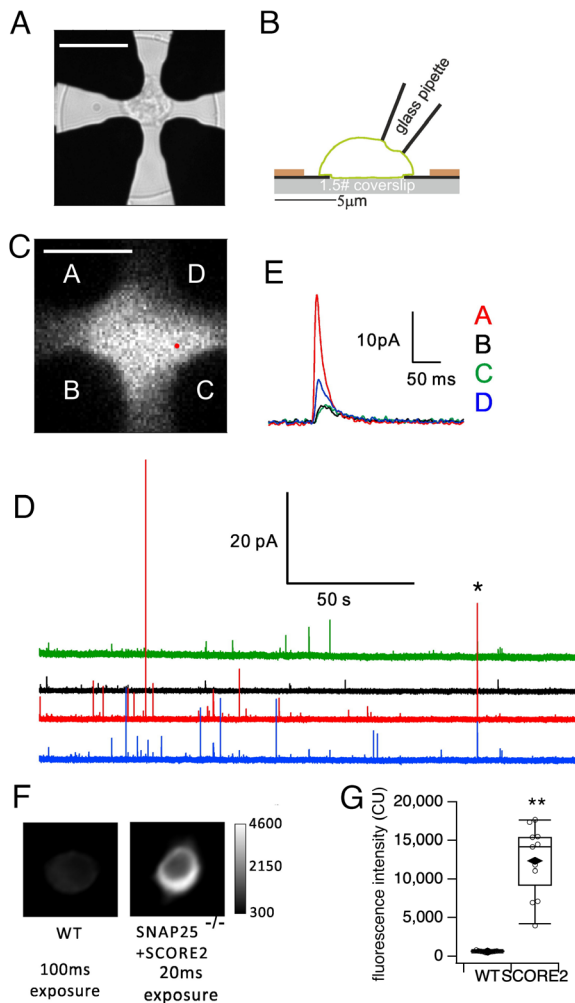 A
B
glass pipette
1.5# coverslip
5μm
C
A
D
B
C
E
10pA
50 ms
A
B
C
D
D
20 pA
50 s
*
F
4600
2150
300
WT
SNAP25 -/-
+SCORE2
100ms
exposure
20ms
exposure
G
fluorescence intensity (CU)
20,000
15,000
10,000
5,000
0
**
WT
SCORE2